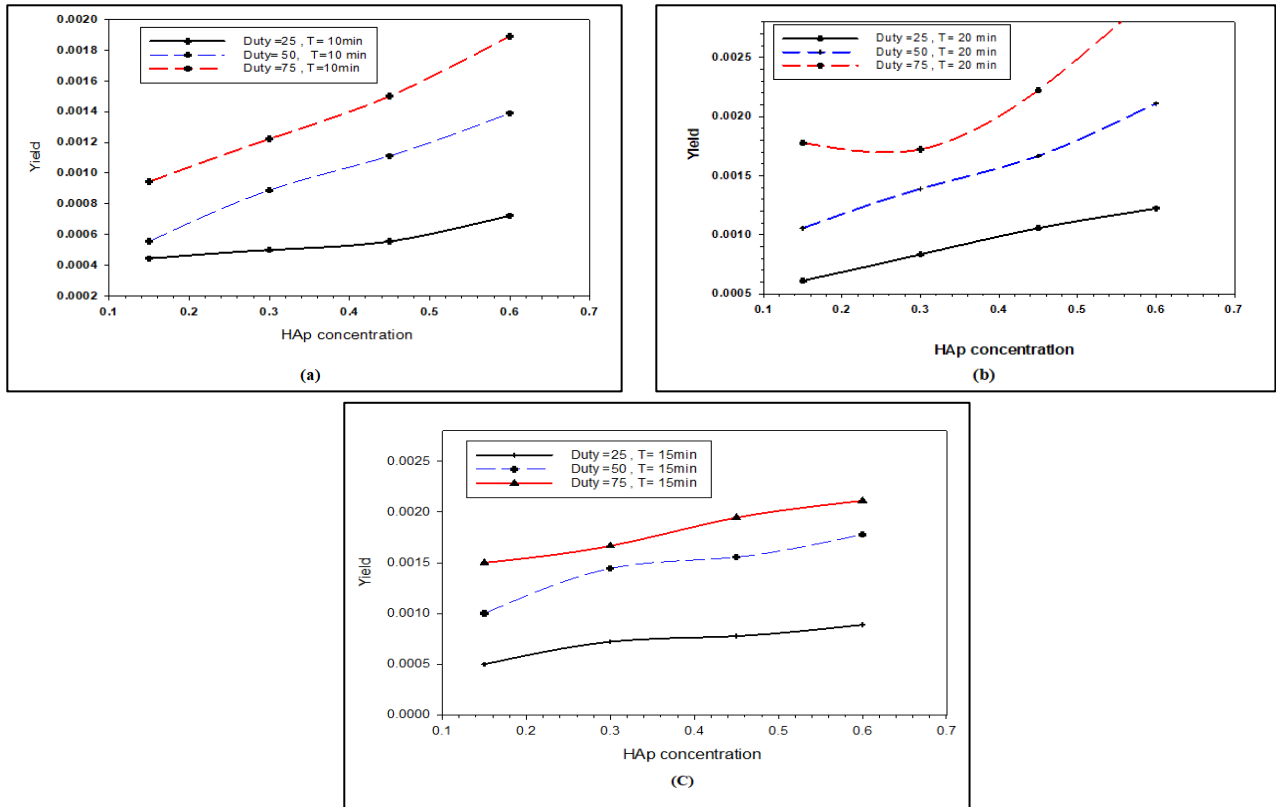 0.0020
0.0018
0.0016
0.0014
0.0012
0.0010
0.0008
0.0006
0.0004
0.0002
Yield
Duty =25 , T= 10min
Duty= 50, T=10 min
Duty= 75 , T=10min
0.1 0.2 0.3 0.4 0.5 0.6 0.7
HAp concentration
(a)
0.0025
0.0020
0.0015
0.0010
0.0005
Yield
Duty =25 , T= 20 min
Duty =50 , T= 20 min
Duty =75 , T= 20 min
0.1 0.2 0.3 0.4 0.5 0.6 0.7
HAp concentration
(b)
0.0025
0.0020
0.0015
0.0010
0.0005
0.0000
Yield
Duty =25 , T= 15min
Duty =50 , T= 15min
Duty =75 , T= 15min
0.1 0.2 0.3 0.4 0.5 0.6 0.7
HAp concentration
(C)